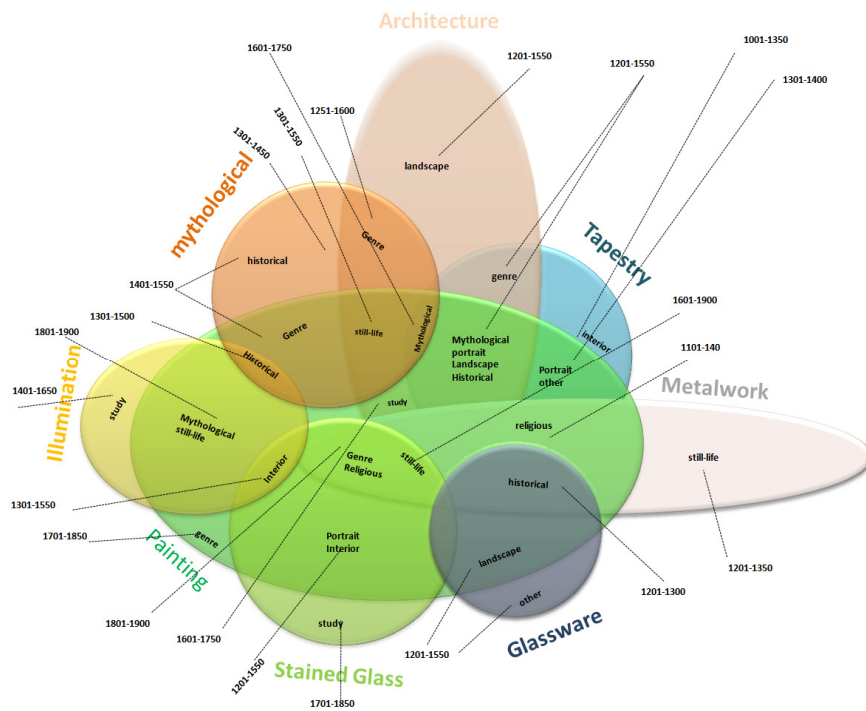 Architecture
1601-1750
1201-1550
1201-1550
1001-1350
1301-1400
1251-1600
1301-1550
1301-1450
mythological
landscape
Tapestry
Genre
historical
genre
1401-1550
1601-1900
1301-1500
1801-1900
Genre
still-life
Mythological
Mythological
portrait
Landscape
Historical
interior
1101-140
Historical
Portrait
other
Metalwork
Illumination
1401-1650
study
study
Mythological
still-life
religious
still-life
Genre
Religious
still-life
Interior
historical
1301-1550
1701-1850
genre
Painting
Portrait
Interior
landscape
1201-1350
1201-1300
other
1801-1900
1601-1750
study
1201-1550
Glassware
1201-1550
Stained Glass
1701-1850